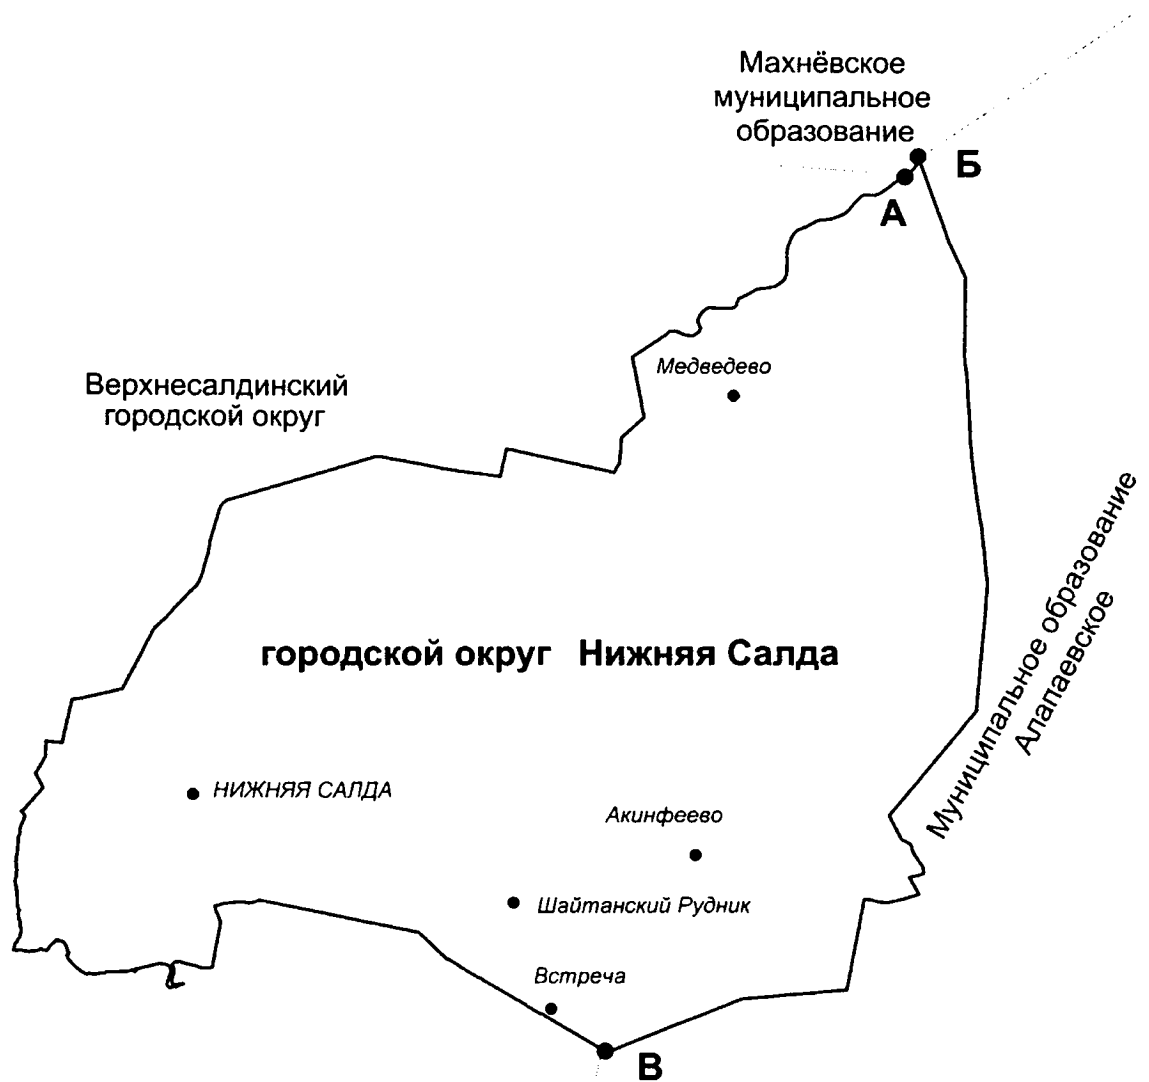 Махнёвское
муниципальное
образование
Б
А
Медведево
Верхнесалдинский
городской округ
Муниципальное образование
Алапаевское
городской округ Нижняя Салда
НИЖНЯЯ САЛДА
Акинфеево
Шайтанский Рудник
Встреча
В